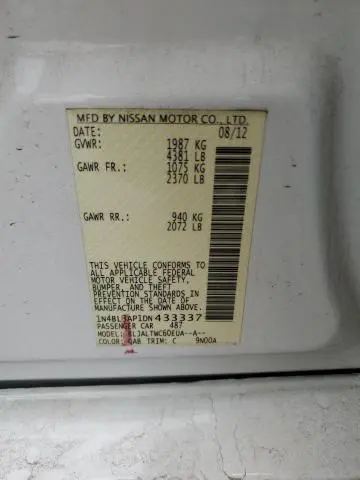 MFD BY NISSAN MOTOR CO., LTD.
DATE: 08/12
GVWR: 1987 KG
4381 LB
GAWR FR.: 1075 KG
2370 LB
GAWR RR.: 940 KG
2072 LB
THIS VEHICLE CONFORMS TO ALL
APPLICABLE FEDERAL
MOTOR VEHICLE SAFETY,
BUMPER, AND THEFT
PREVENTION STANDARDS IN
EFFECT ON THE DATE OF
MANUFACTURE SHOWN ABOVE.
1N4BL3AP1DN433337
PASSENGER CAR 487
MODEL: BLJALTWC60EUA--A--
COLOR: QAB TRIM: C 9N00A